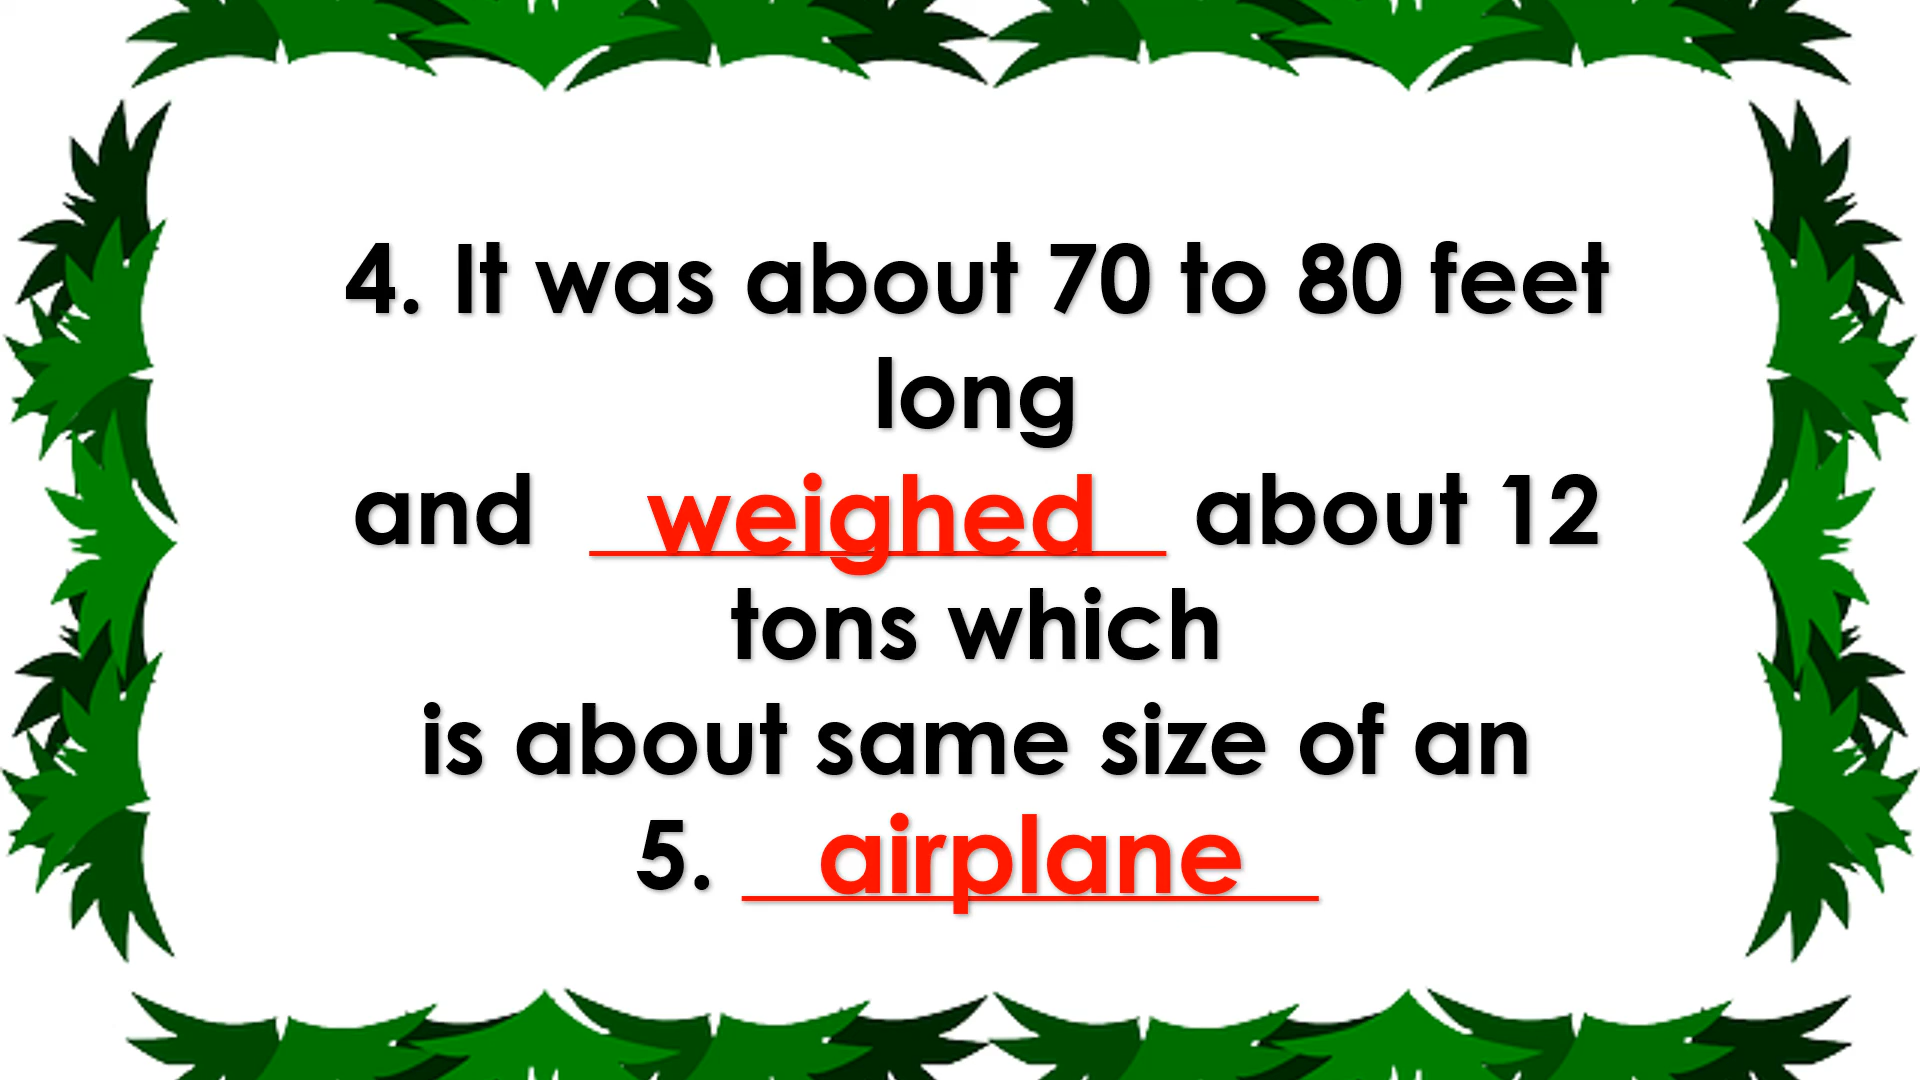 4. It was about 70 to 80 feet
long
and weighed about 12
tons which
is about same size of an
5. airplane